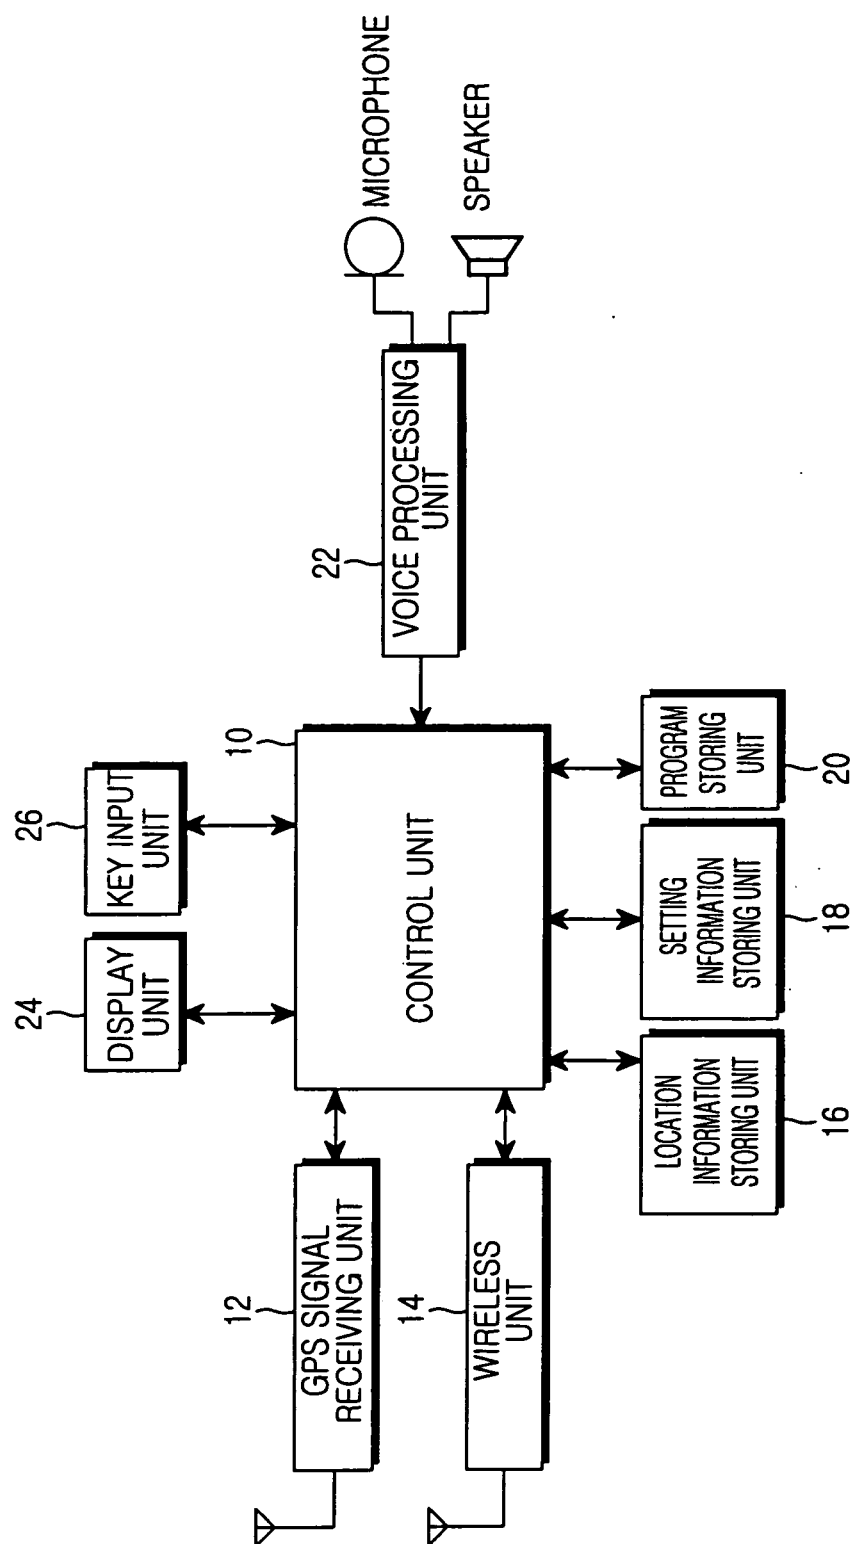 24
DISPLAY
UNIT
26
KEY INPUT
UNIT
12
GPS SIGNAL
RECEIVING UNIT
14
WIRELESS
UNIT
10
CONTROL UNIT
22
VOICE PROCESSING
UNIT
MICROPHONE
SPEAKER
LOCATION
INFORMATION
STORING UNIT
16
SETTING
INFORMATION
STORING UNIT
18
PROGRAM
STORING
UNIT
20